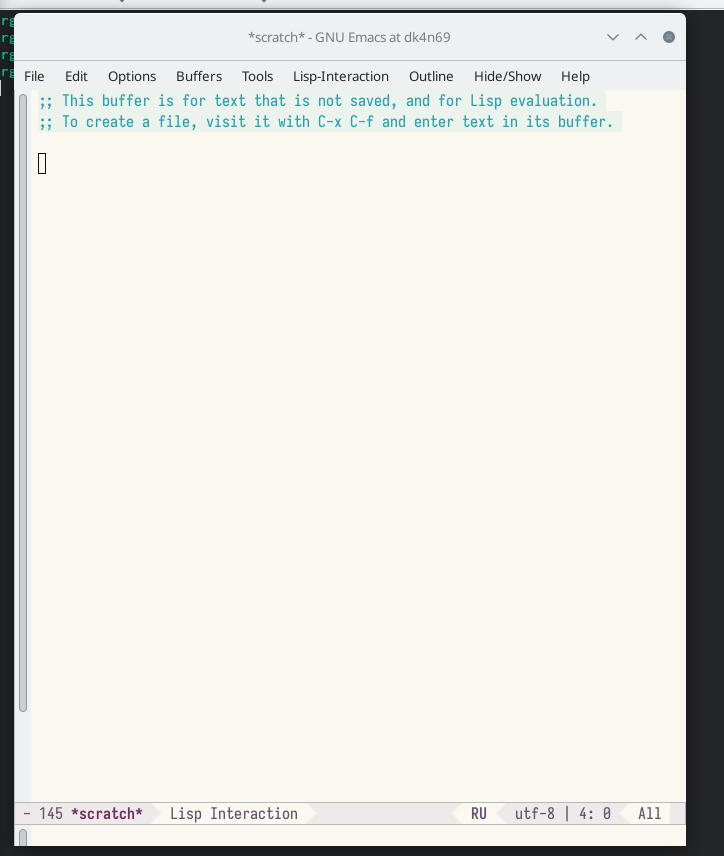 *scratch* - GNU Emacs at dk4n69
File Edit Options Buffers Tools Lisp-Interaction Outline Hide/Show Help
;; This buffer is for text that is not saved, and for Lisp evaluation.
;; To create a file, visit it with C-x C-f and enter text in its buffer.
- 145 *scratch* Lisp Interaction RU utf-8 | 4: 0 All